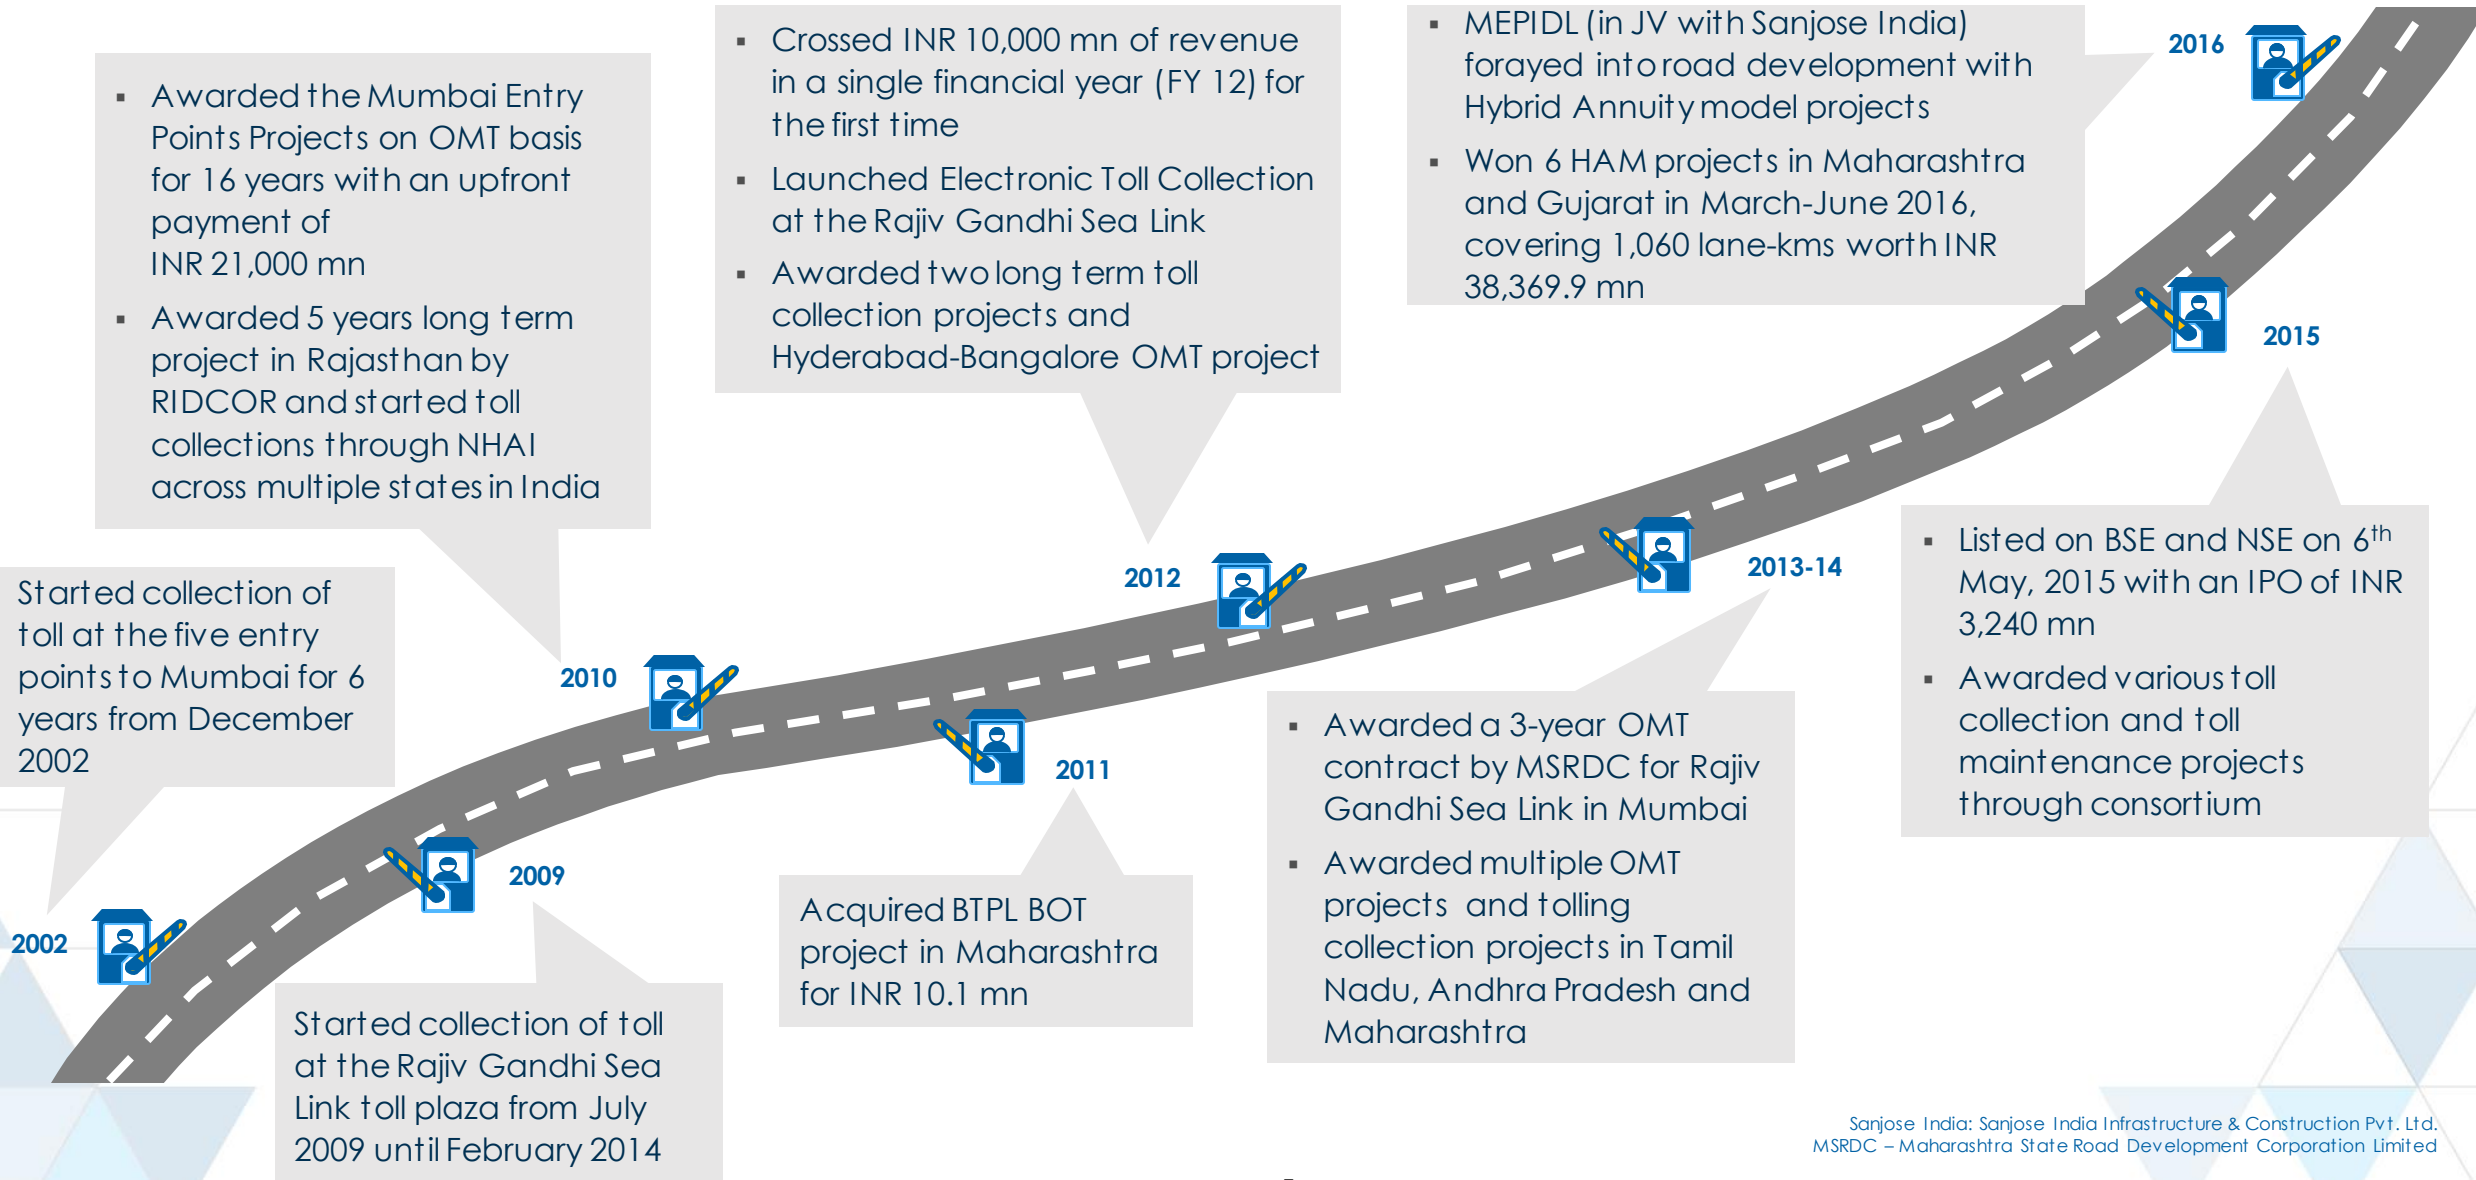 Started collection of
toll at the five entry
points to Mumbai for 6
years from December
2002
2002
Started collection of toll
at the Rajiv Gandhi Sea
Link toll plaza from July
2009 until February 2014
2009
▪ Awarded the Mumbai Entry
Points Projects on OMT basis
for 16 years with an upfront
payment of
INR 21,000 mn
▪ Awarded 5 years long term
project in Rajasthan by
RIDCOR and started toll
collections through NHAI
across multiple states in India
2010
2011
Acquired BTPL BOT
project in Maharashtra
for INR 10.1 mn
▪ Crossed INR 10,000 mn of revenue
in a single financial year (FY 12) for
the first time
▪ Launched Electronic Toll Collection
at the Rajiv Gandhi Sea Link
▪ Awarded two long term toll
collection projects and
Hyderabad-Bangalore OMT project
2012
2013-14
▪ Awarded a 3-year OMT
contract by MSRDC for Rajiv
Gandhi Sea Link in Mumbai
▪ Awarded multiple OMT
projects and tolling
collection projects in Tamil
Nadu, Andhra Pradesh and
Maharashtra
2015
▪ Listed on BSE and NSE on 6th
May, 2015 with an IPO of INR
3,240 mn
▪ Awarded various toll
collection and toll
maintenance projects
through consortium
▪ MEPIDL (in JV with Sanjose India)
forayed into road development with
Hybrid Annuity model projects
▪ Won 6 HAM projects in Maharashtra
and Gujarat in March-June 2016,
covering 1,060 lane-kms worth INR
38,369.9 mn
2016
Sanjose India: Sanjose India Infrastructure & Construction Pvt. Ltd.
MSRDC – Maharashtra State Road Development Corporation Limited